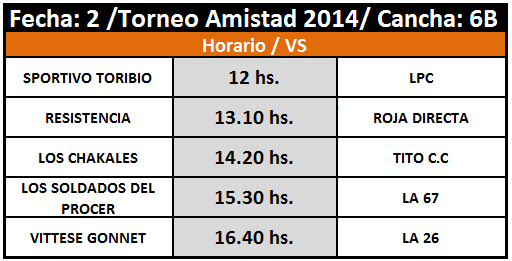 Fecha: 2 /Torneo Amistad 2014/ Cancha: 6B
Horario / VS
SPORTIVO TORIBIO 12 hs. LPC
RESISTENCIA 13.10 hs. ROJA DIRECTA
LOS CHAKALES 14.20 hs. TITO C.C
LOS SOLDADOS DEL
PROCER 15.30 hs. LA 67
VITTESE GONNET 16.40 hs. LA 26